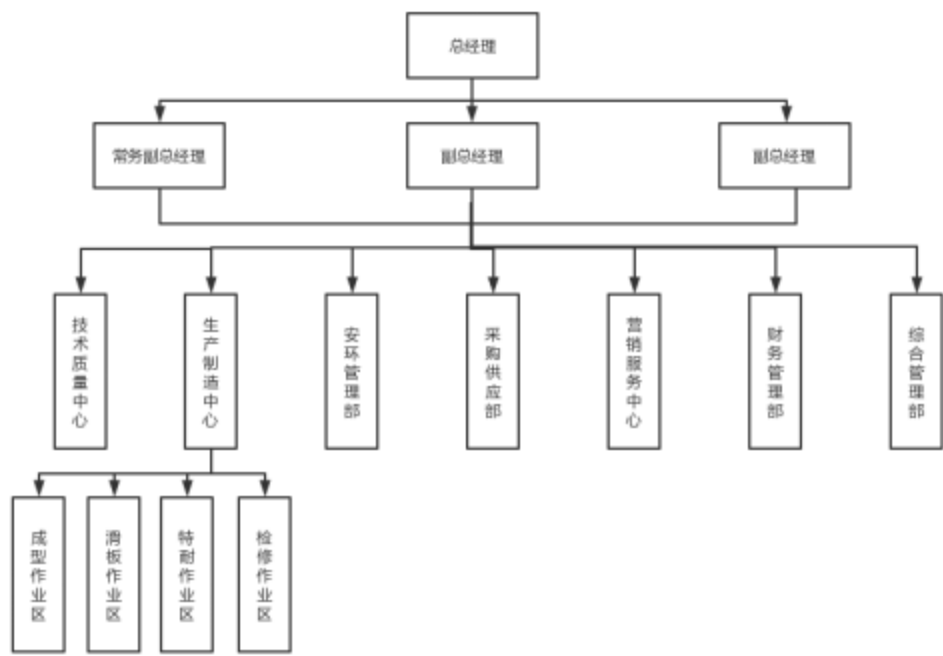 总经理
常务副总经理
副总经理
副总经理
技术质量中心
生产制造中心
安环管理部
采购供应部
营销服务中心
财务管理部
综合管理部
成型作业区
滑板作业区
特耐作业区
检修作业区